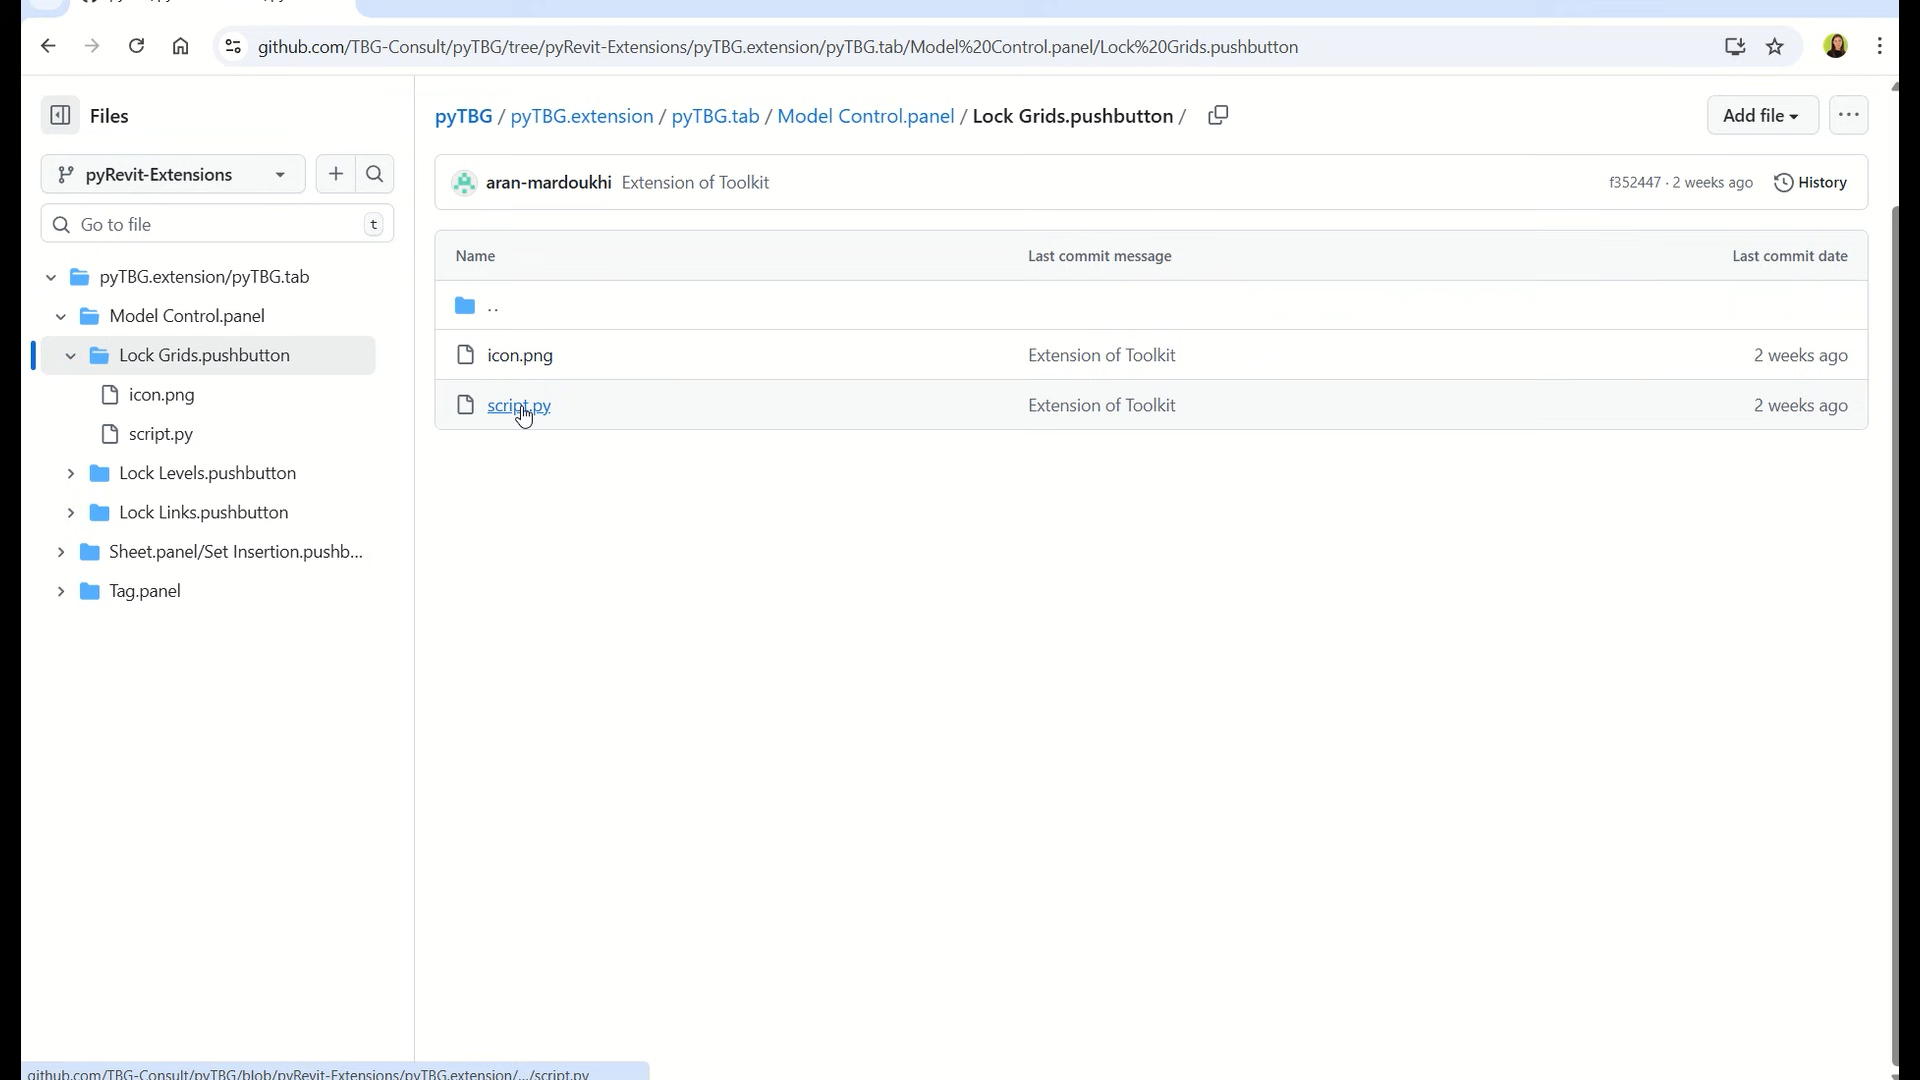 github.com/TBG-Consult/pyTBG/tree/pyRevit-Extensions/pyTBG.extension/pyTBG.tab/Model%20Control.panel/Lock%20Grids.pushbutton
Files
pyTBG / pyTBG.extension / pyTBG.tab / Model Control.panel / Lock Grids.pushbutton /
Add file
pyRevit-Extensions
aran-mardoukhi Extension of Toolkit
f352447 · 2 weeks ago
History
Go to file
t
Name
Last commit message
Last commit date
pyTBG.extension/pyTBG.tab
..
Model Control.panel
Lock Grids.pushbutton
icon.png
Extension of Toolkit
2 weeks ago
icon.png
script.py
Extension of Toolkit
2 weeks ago
script.py
Lock Levels.pushbutton
Lock Links.pushbutton
Sheet.panel/Set Insertion.pushb...
Tag.panel
github.com/TBG-Consult/pyTBG/blob/pyRevit-Extensions/pyTBG.extension/.../script.py